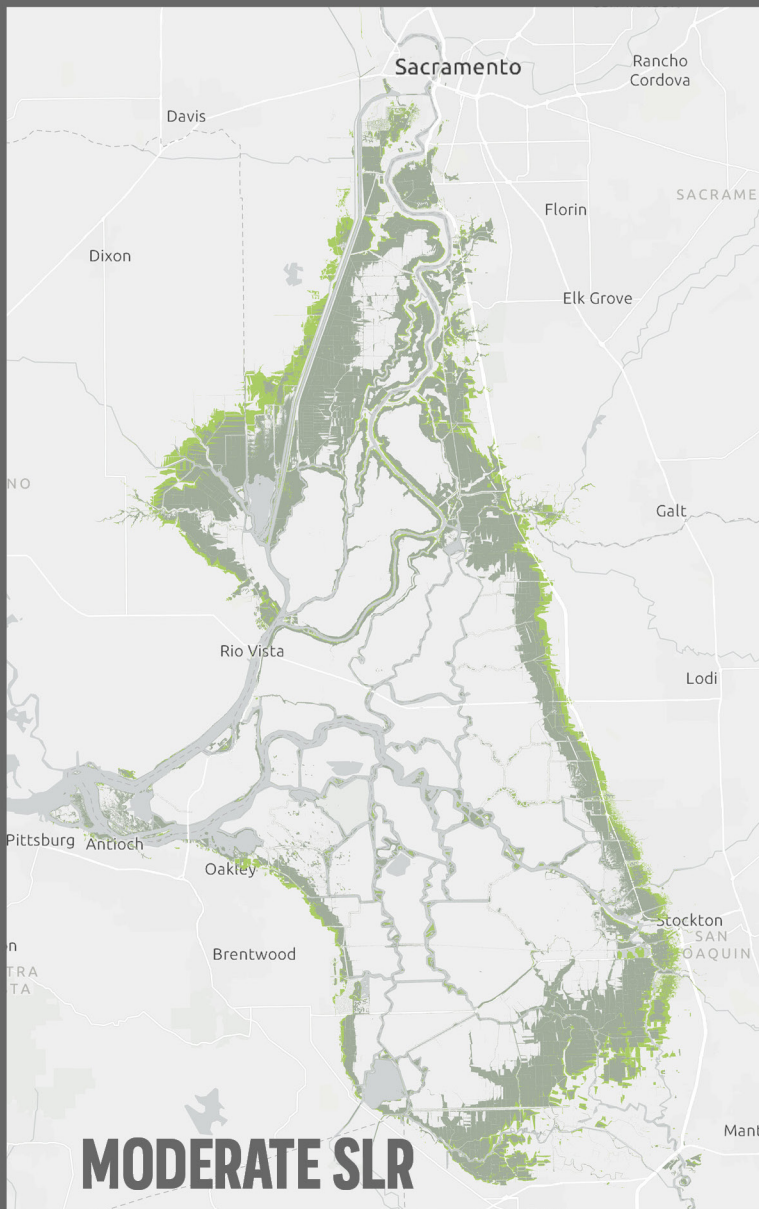 Sacramento
Rancho
Cordova
Davis
SACRAME
Florin
Dixon
Elk Grove
NO
Galt
Rio Vista
Lodi
Pittsburg
Antioch
Oakley
Stockton
SAN
OAQUIN
n
Brentwood
TRA
TA
Mant
MODERATE SLR